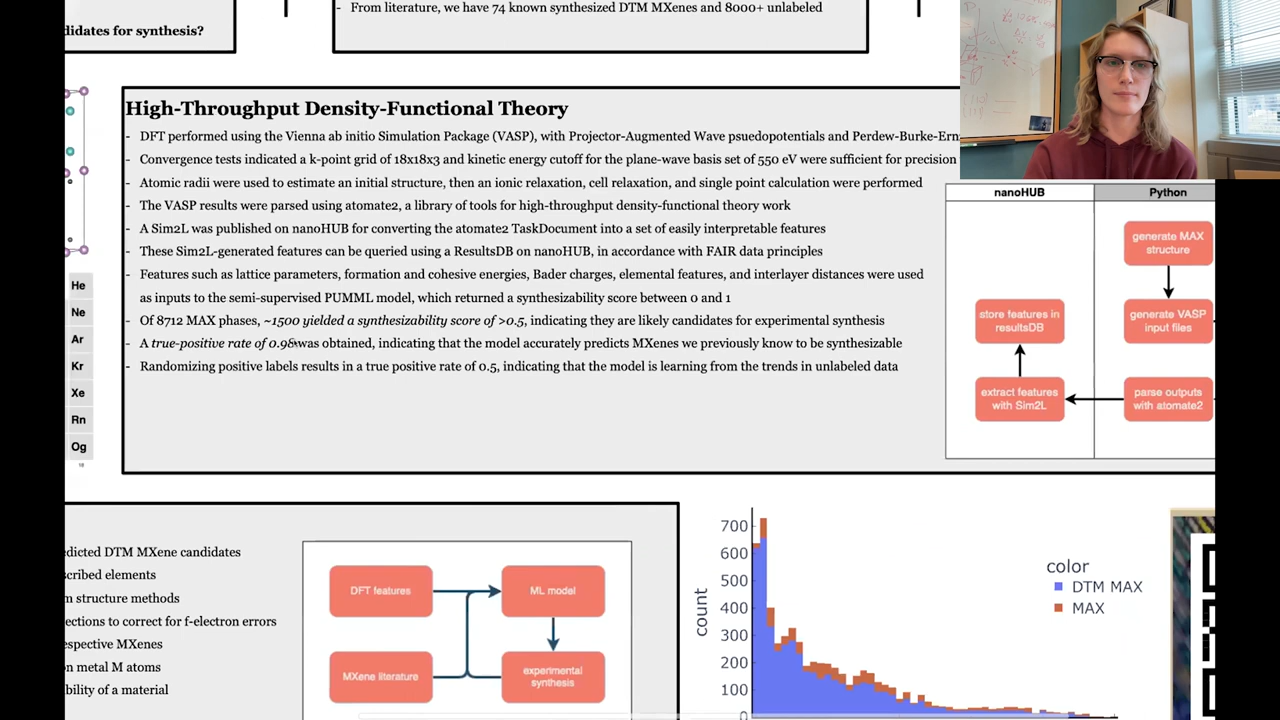 didates for synthesis?
- From literature, we have 74 known synthesized DTM MXenes and 8000+ unlabeled
High-Throughput Density-Functional Theory
- DFT performed using the Vienna ab initio Simulation Package (VASP), with Projector-Augmented Wave psuedopotentials and Perdew-Burke-Ern
- Convergence tests indicated a k-point grid of 18x18x3 and kinetic energy cutoff for the plane-wave basis set of 550 eV were sufficient for precision
- Atomic radii were used to estimate an initial structure, then an ionic relaxation, cell relaxation, and single point calculation were performed
- The VASP results were parsed using atomate2, a library of tools for high-throughput density-functional theory work
- A Sim2L was published on nanoHUB for converting the atomate2 TaskDocument into a set of easily interpretable features
- These Sim2L-generated features can be queried using a ResultsDB on nanoHUB, in accordance with FAIR data principles
- Features such as lattice parameters, formation and cohesive energies, Bader charges, elemental features, and interlayer distances were used
as inputs to the semi-supervised PUMML model, which returned a synthesizability score between 0 and 1
- Of 8712 MAX phases, ~1500 yielded a synthesizability score of >0.5, indicating they are likely candidates for experimental synthesis
- A true-positive rate of 0.98 was obtained, indicating that the model accurately predicts MXenes we previously know to be synthesizable
- Randomizing positive labels results in a true positive rate of 0.5, indicating that the model is learning from the trends in unlabeled data
nanoHUB
Python
generate MAX
structure
store features in
resultsDB
generate VASP
input files
extract features
with Sim2L
parse outputs
with atomate2
He
Ne
Ar
Kr
Xe
Rn
Og
18
edicted DTM MXene candidates
scribed elements
m structure methods
ections to correct for f-electron errors
espective MXenes
on metal M atoms
bility of a material
DFT features
ML model
MXene literature
experimental
synthesis
700
600
500
400
300
200
100
0
count
color
DTM MAX
MAX